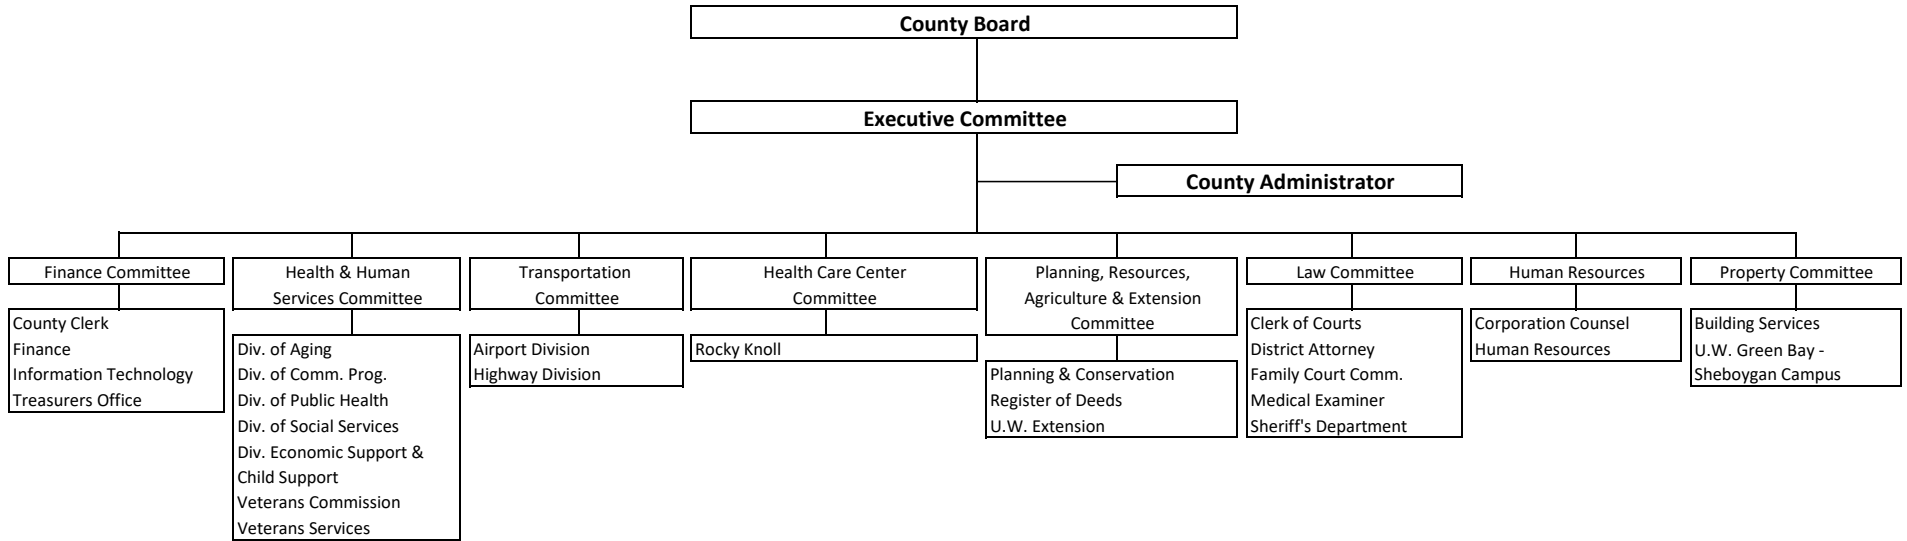 County Board
Executive Committee
County Administrator
Finance Committee
County Clerk
Finance
Information Technology
Treasurers Office
Health & Human
Services Committee
Div. of Aging
Div. of Comm. Prog.
Div. of Public Health
Div. of Social Services
Div. Economic Support &
Child Support
Veterans Commission
Veterans Services
Transportation
Committee
Airport Division
Highway Division
Health Care Center
Committee
Rocky Knoll
Planning, Resources,
Agriculture & Extension
Committee
Planning & Conservation
Register of Deeds
U.W. Extension
Law Committee
Clerk of Courts
District Attorney
Family Court Comm.
Medical Examiner
Sheriff's Department
Human Resources
Corporation Counsel
Human Resources
Property Committee
Building Services
U.W. Green Bay -
Sheboygan Campus